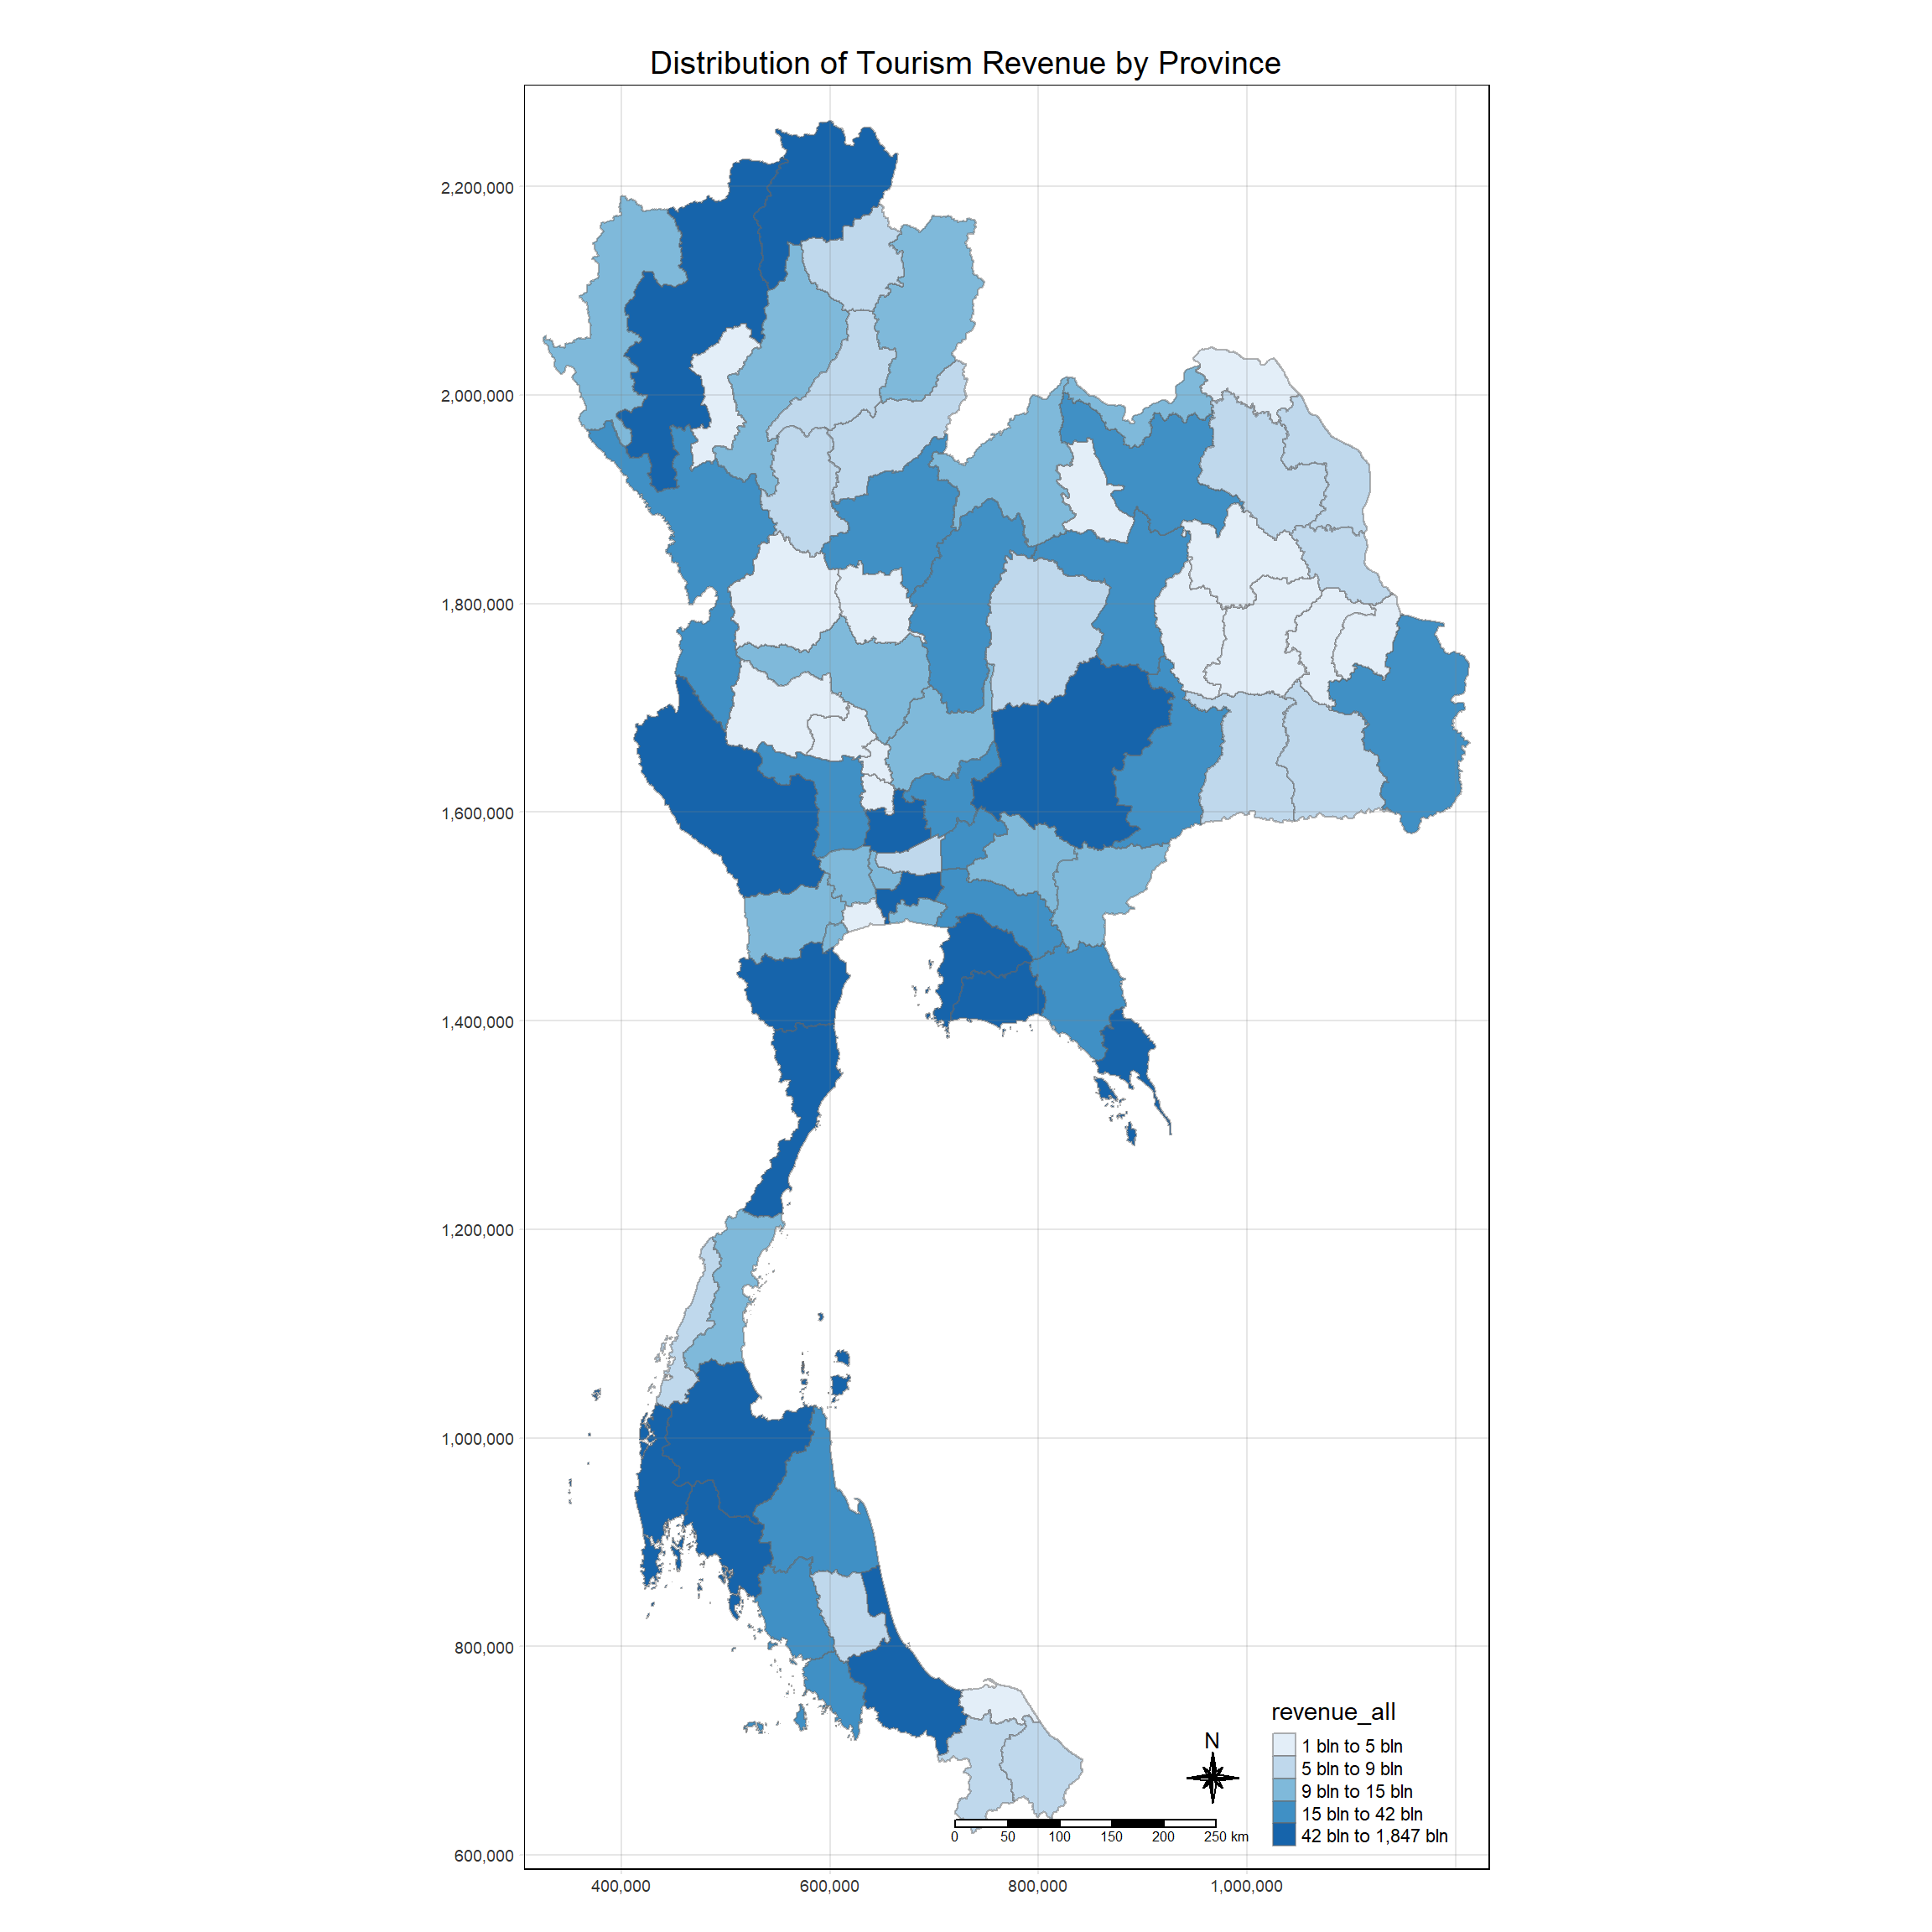 Distribution of Tourism Revenue by Province
2,200,000
2,000,000
1,800,000
1,600,000
1,400,000
1,200,000
1,000,000
800,000
600,000
400,000
600,000
800,000
1,000,000
N
0 50 100 150 200 250 km
revenue_all
1 bln to 5 bln
5 bln to 9 bln
9 bln to 15 bln
15 bln to 42 bln
42 bln to 1,847 bln